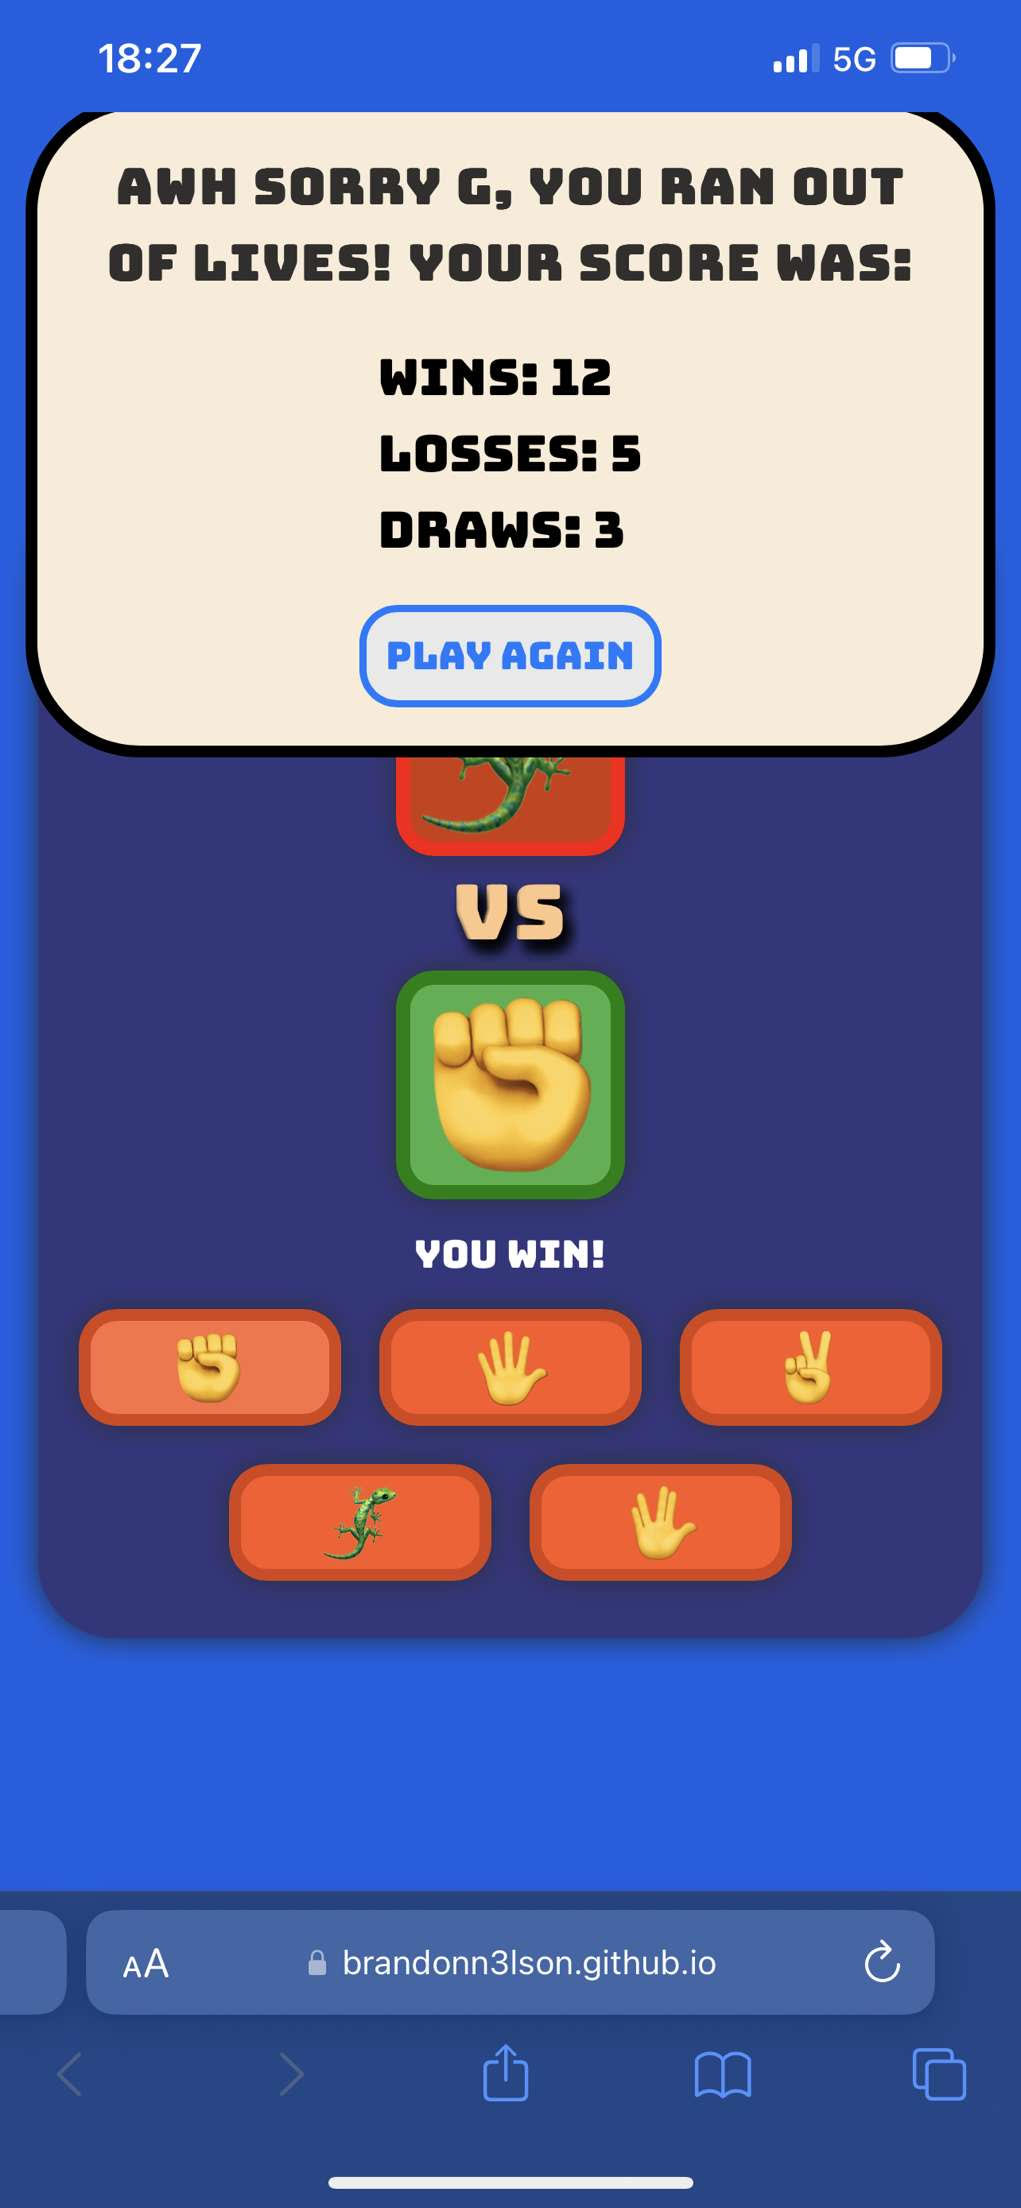 18:27
5G
AWH SORRY G, YOU RAN OUT
OF LIVES! YOUR SCORE WAS:
WINS: 12
LOSSES: 5
DRAWS: 3
PLAY AGAIN
VS
YOU WIN!
AA
brandonn3lson.github.io